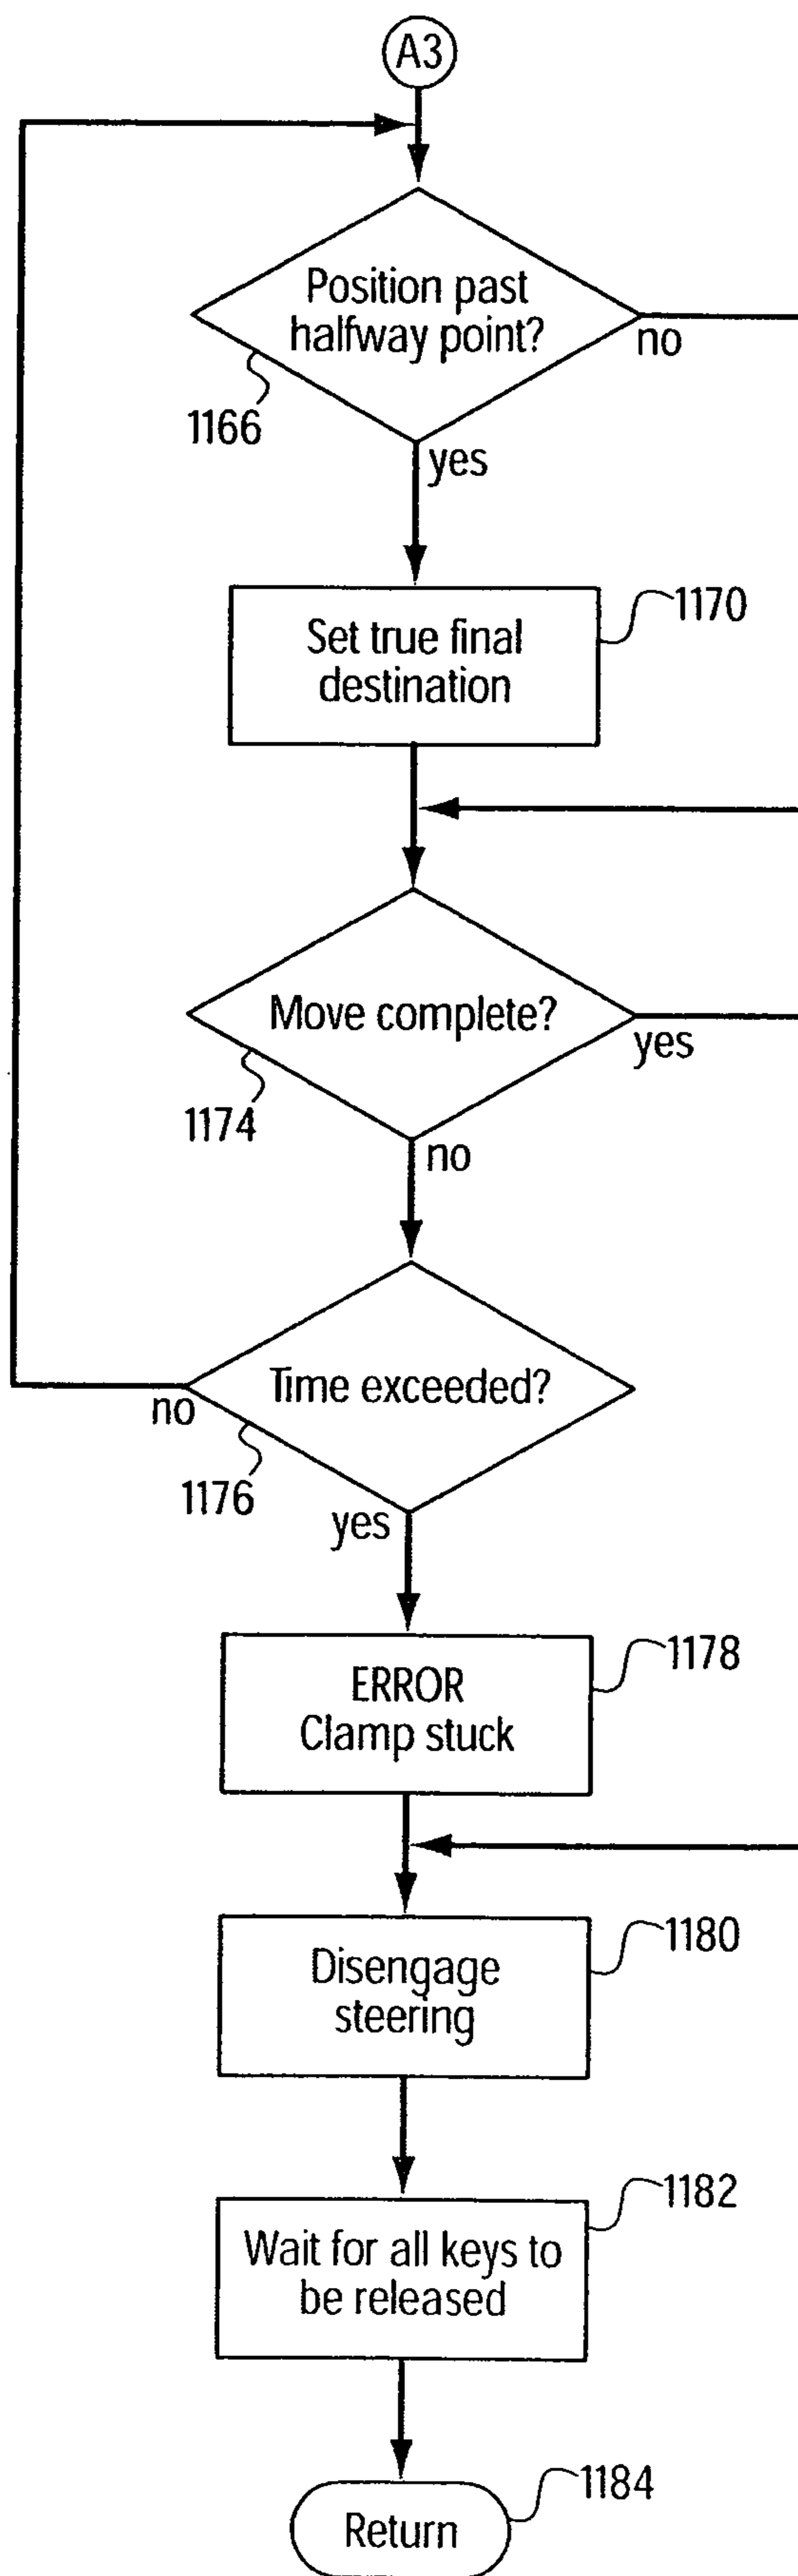 A3
Position past
halfway point?
no
1166
yes
1170
Set true final
destination
Move complete?
yes
1174
no
Time exceeded?
no
1176
yes
1178
ERROR
Clamp stuck
1180
Disengage
steering
1182
Wait for all keys to
be released
1184
Return